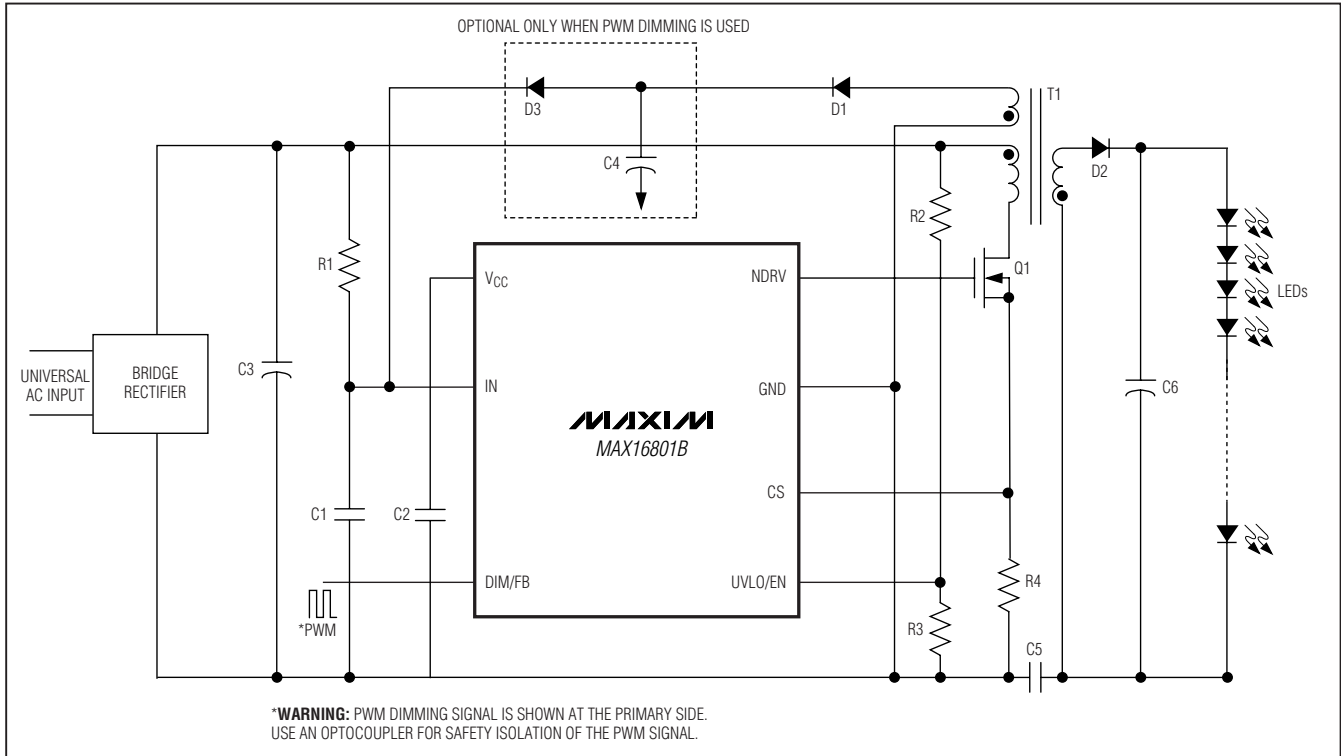 OPTIONAL ONLY WHEN PWM DIMMING IS USED
D3
D1
T1
C4
D2
R2
R1
VCC
NDRV
Q1
LEDs
UNIVERSAL
AC INPUT
BRIDGE
RECTIFIER
C3
IN
GND
C6
MAXIM
MAX16801B
CS
C1
C2
DIM/FB
UVLO/EN
R4
*PWM
R3
C5
*WARNING: PWM DIMMING SIGNAL IS SHOWN AT THE PRIMARY SIDE.
USE AN OPTOCOUPLER FOR SAFETY ISOLATION OF THE PWM SIGNAL.